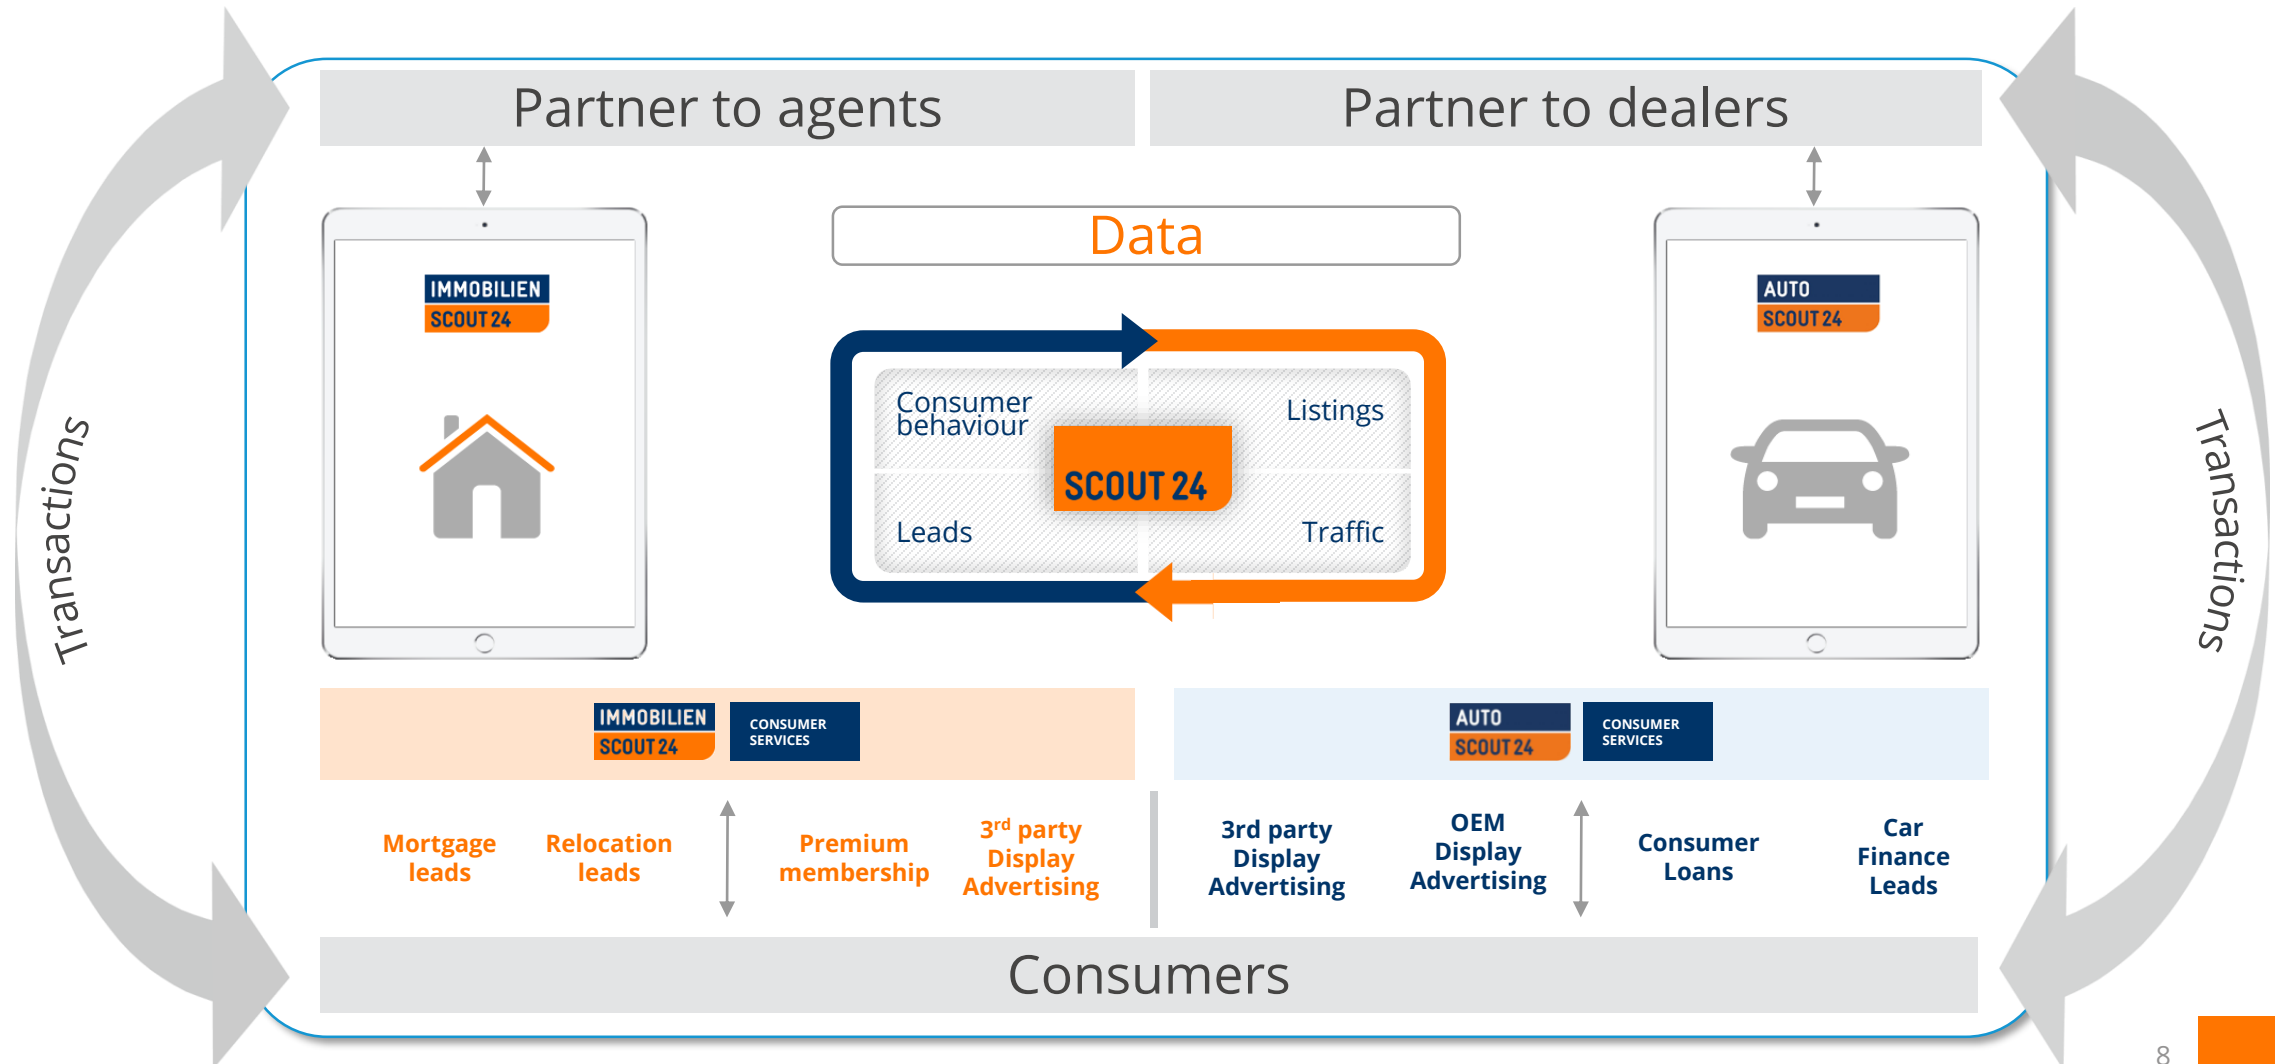 Partner to agents
Partner to dealers
Data
IMMOBILIEN
SCOUT 24
AUTO
SCOUT 24
Consumer
behaviour
Listings
SCOUT 24
Leads
Traffic
Transactions
Transactions
IMMOBILIEN
SCOUT 24
CONSUMER
SERVICES
AUTO
SCOUT 24
CONSUMER
SERVICES
Mortgage
leads
Relocation
leads
Premium
membership
3rd party
Display
Advertising
3rd party
Display
Advertising
OEM
Display
Advertising
Consumer
Loans
Car
Finance
Leads
Consumers
8